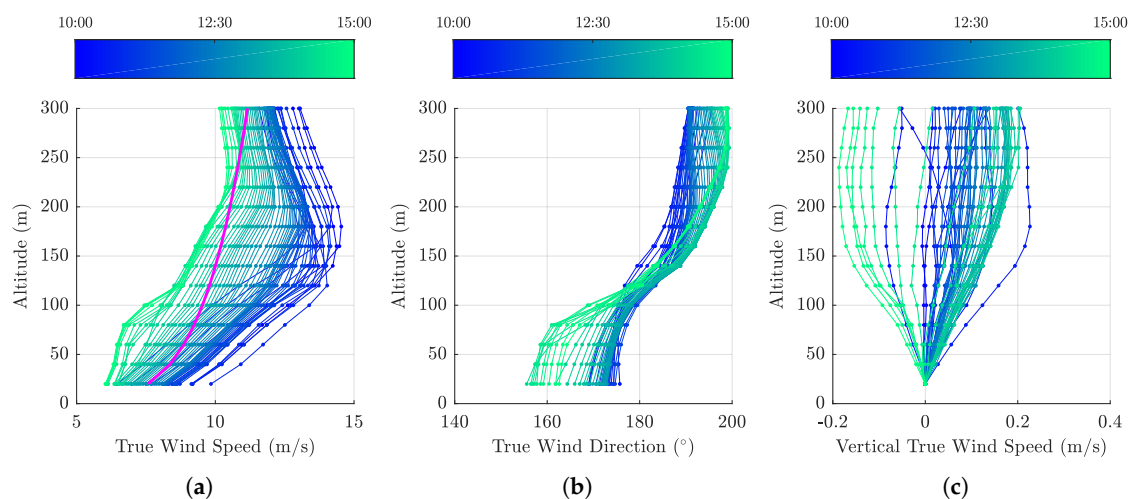 10:00 12:30 15:00
300
250
200
150
100
50
0
Altitude (m)
5 10 15
True Wind Speed (m/s)
(a)
10:00 12:30 15:00
300
250
200
150
100
50
0
Altitude (m)
140 160 180 200
True Wind Direction (°)
(b)
10:00 12:30 15:00
300
250
200
150
100
50
0
Altitude (m)
-0.2 0 0.2 0.4
Vertical True Wind Speed (m/s)
(c)